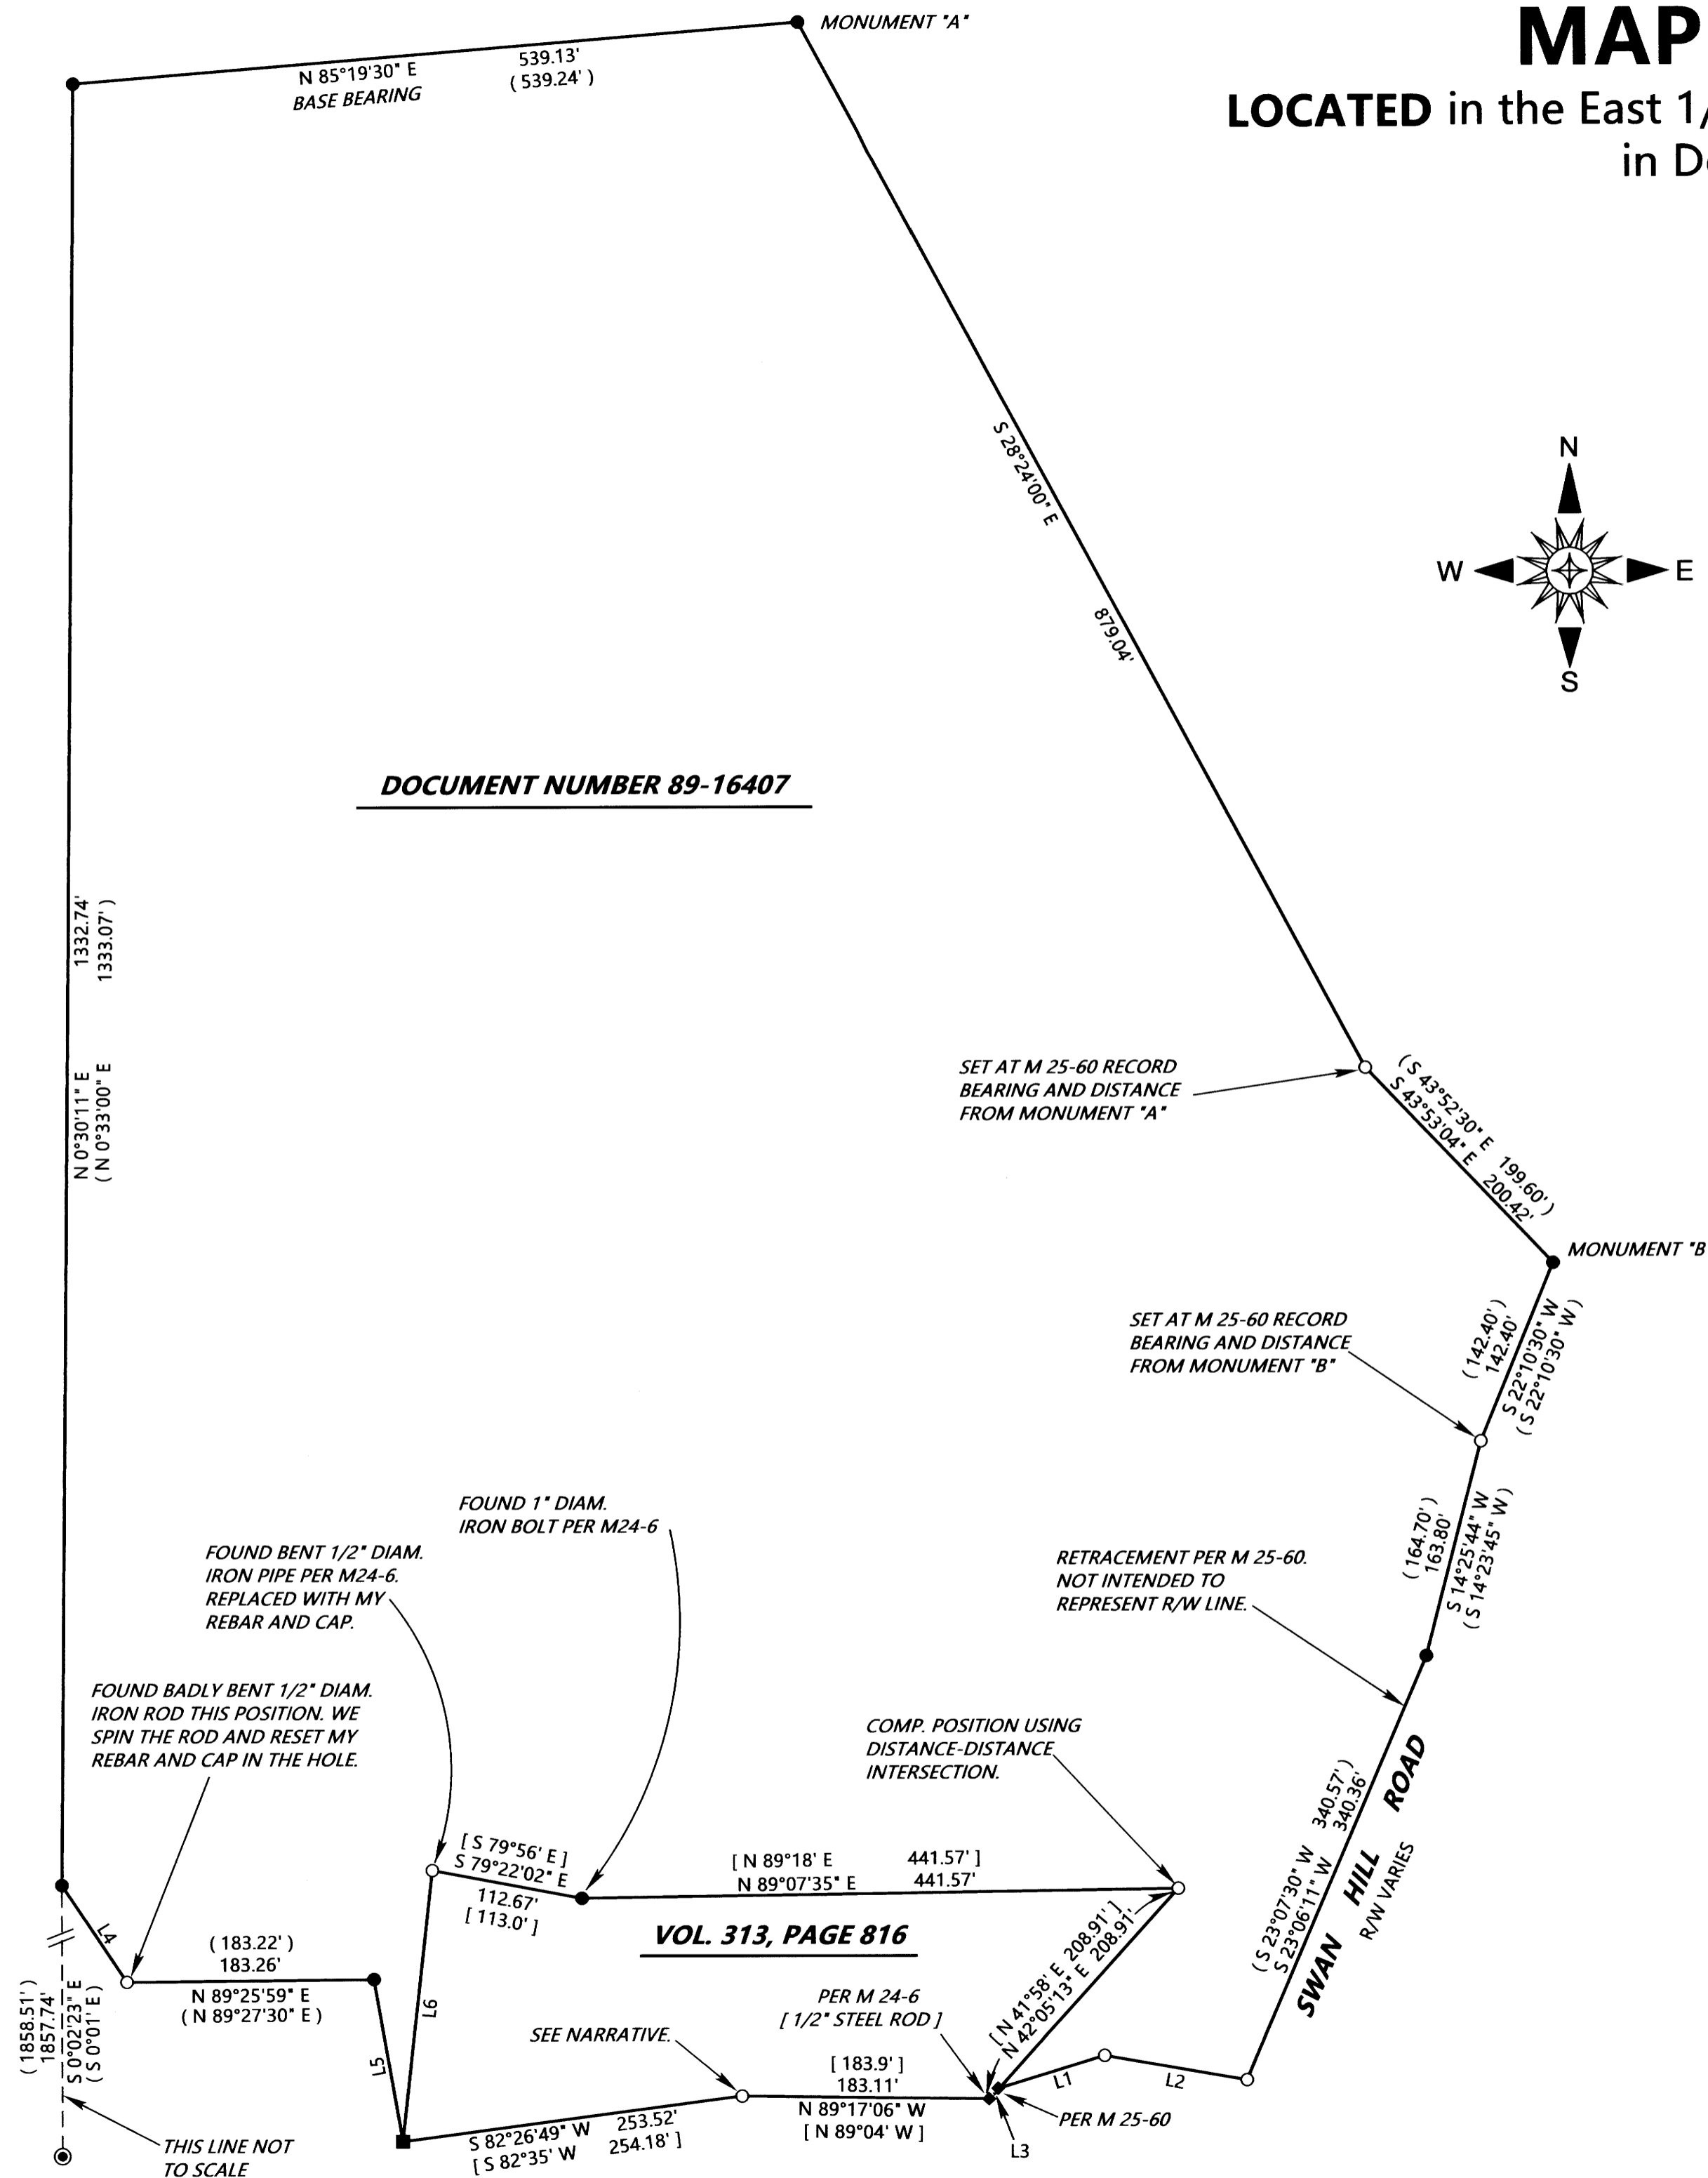 MAP
LOCATED in the East 1/
in D
MONUMENT "A"
N 85°19'30" E 539.13'
BASE BEARING ( 539.24' )
N
W E
S
S 28°24'00" E 879.04'
DOCUMENT NUMBER 89-16407
N 0°30'11" E 1332.74'
( N 0°33'00" E 1333.07' )
SET AT M 25-60 RECORD
BEARING AND DISTANCE
FROM MONUMENT "A"
( S 43°52'30" E 199.60' )
S 43°53'04" E 200.42'
MONUMENT "B
SET AT M 25-60 RECORD
BEARING AND DISTANCE
FROM MONUMENT "B"
( 142.40' )
142.40'
S 22°10'30" W
( S 22°10'30" W )
( 164.70' )
163.80'
S 14°25'44" W
( S 14°23'45" W )
RETRACEMENT PER M 25-60.
NOT INTENDED TO
REPRESENT R/W LINE.
FOUND 1" DIAM.
IRON BOLT PER M24-6
FOUND BENT 1/2" DIAM.
IRON PIPE PER M24-6.
REPLACED WITH MY
REBAR AND CAP.
FOUND BADLY BENT 1/2" DIAM.
IRON ROD THIS POSITION. WE
SPIN THE ROD AND RESET MY
REBAR AND CAP IN THE HOLE.
COMP. POSITION USING
DISTANCE-DISTANCE
INTERSECTION.
( S 23°07'30" W 340.57' )
S 23°06'11" W 340.36'
SWAN HILL ROAD
R/W VARIES
[ S 79°56' E ]
S 79°22'02" E
112.67'
[ 113.0' ]
[ N 89°18' E 441.57' ]
N 89°07'35" E 441.57'
VOL. 313, PAGE 816
[ N 41°58' E 208.91' ]
N 42°05'13" E 208.91'
L4
( 183.22' )
183.26'
N 89°25'59" E
( N 89°27'30" E )
L5
L6
( 1858.51' )
1857.74'
S 0°02'23" E
( S 0°01' E )
THIS LINE NOT
TO SCALE
SEE NARRATIVE.
PER M 24-6
[ 1/2" STEEL ROD ]
[ 183.9' ]
183.11'
N 89°17'06" W
[ N 89°04' W ]
S 82°26'49" W 253.52'
[ S 82°35' W 254.18' ]
L1
L2
L3
PER M 25-60